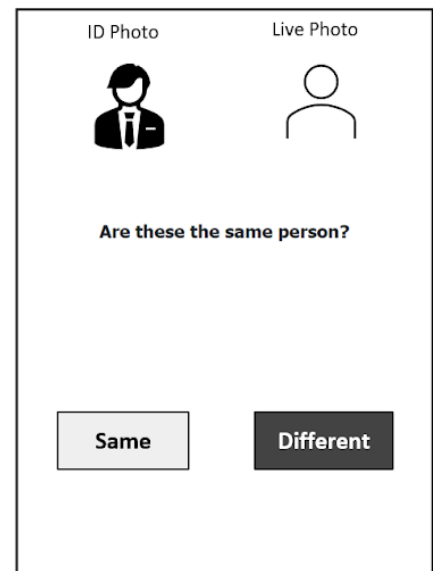 ID Photo Live Photo
Are these the same person?
Same Different